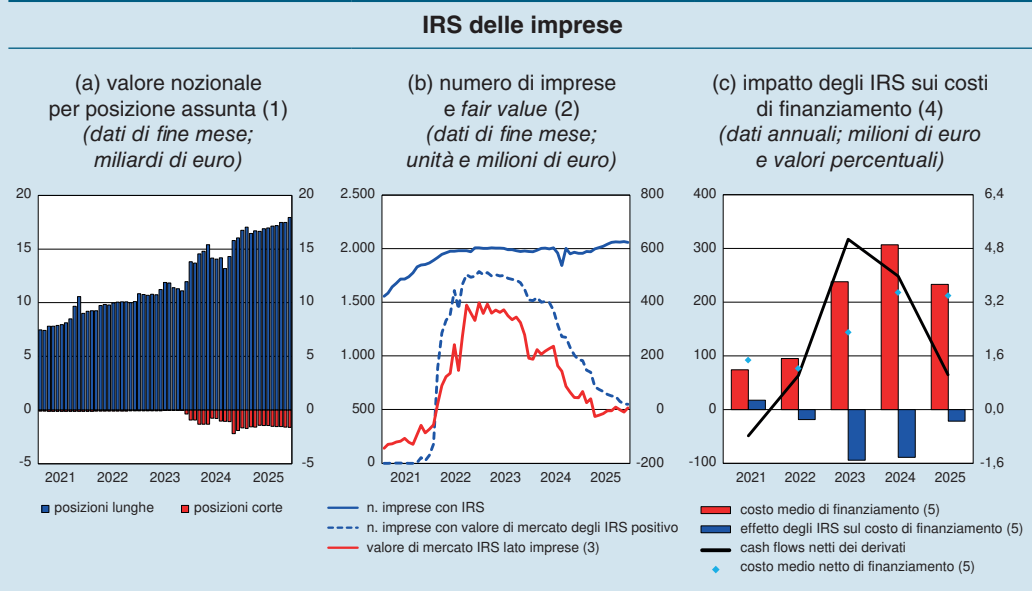 IRS delle imprese
(a) valore nozionale
per posizione assunta (1)
(dati di fine mese;
miliardi di euro)
20
15
10
5
0
-5
20
15
10
5
0
-5
2021 2022 2023 2024 2025
posizioni lunghe posizioni corte
(b) numero di imprese
e fair value (2)
(dati di fine mese;
unità e milioni di euro)
2.500
2.000
1.500
1.000
500
0
800
600
400
200
0
-200
2021 2022 2023 2024 2025
n. imprese con IRS
n. imprese con valore di mercato degli IRS positivo
valore di mercato IRS lato imprese (3)
(c) impatto degli IRS sui costi
di finanziamento (4)
(dati annuali; milioni di euro
e valori percentuali)
400
300
200
100
0
-100
6,4
4,8
3,2
1,6
0,0
-1,6
2021 2022 2023 2024 2025
costo medio di finanziamento (5)
effetto degli IRS sul costo di finanziamento (5)
cash flows netti dei derivati
costo medio netto di finanziamento (5)